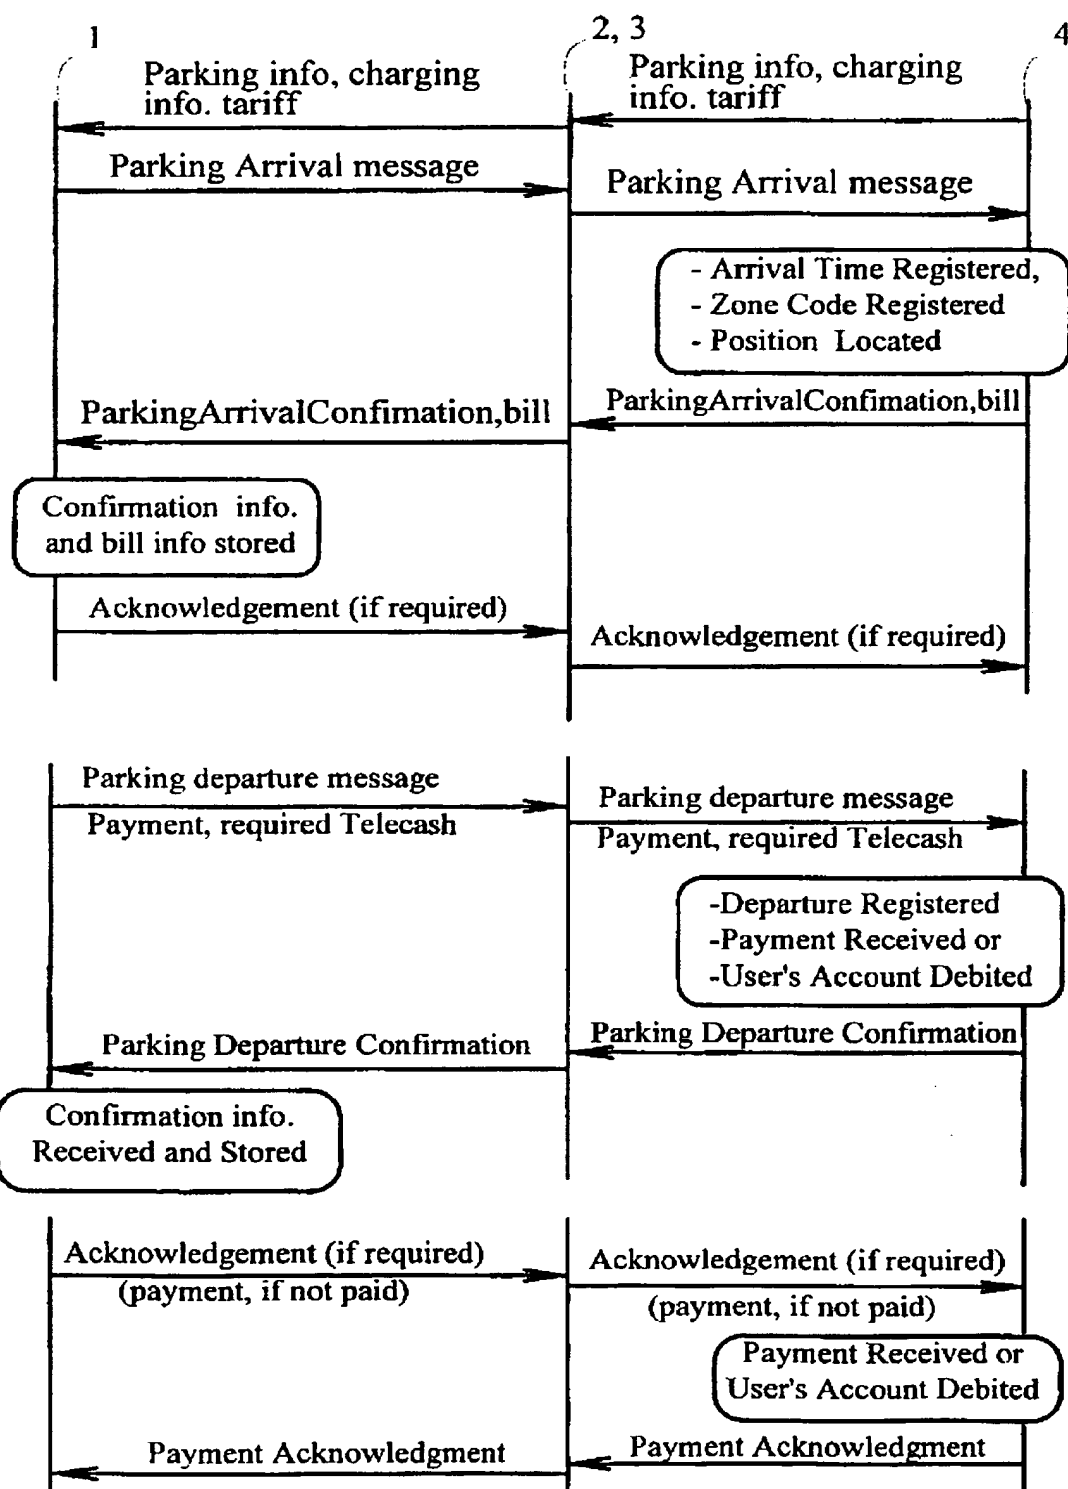 1
2, 3
4
Parking info, charging
info. tariff
Parking info, charging
info. tariff
Parking Arrival message
Parking Arrival message
- Arrival Time Registered,
- Zone Code Registered
- Position Located
ParkingArrivalConfimation,bill
ParkingArrivalConfimation,bill
Confirmation info.
and bill info stored
Acknowledgement (if required)
Acknowledgement (if required)
Parking departure message
Payment, required Telecash
Parking departure message
Payment, required Telecash
-Departure Registered
-Payment Received or
-User's Account Debited
Parking Departure Confirmation
Parking Departure Confirmation
Confirmation info.
Received and Stored
Acknowledgement (if required)
(payment, if not paid)
Acknowledgement (if required)
(payment, if not paid)
Payment Received or
User's Account Debited
Payment Acknowledgment
Payment Acknowledgment